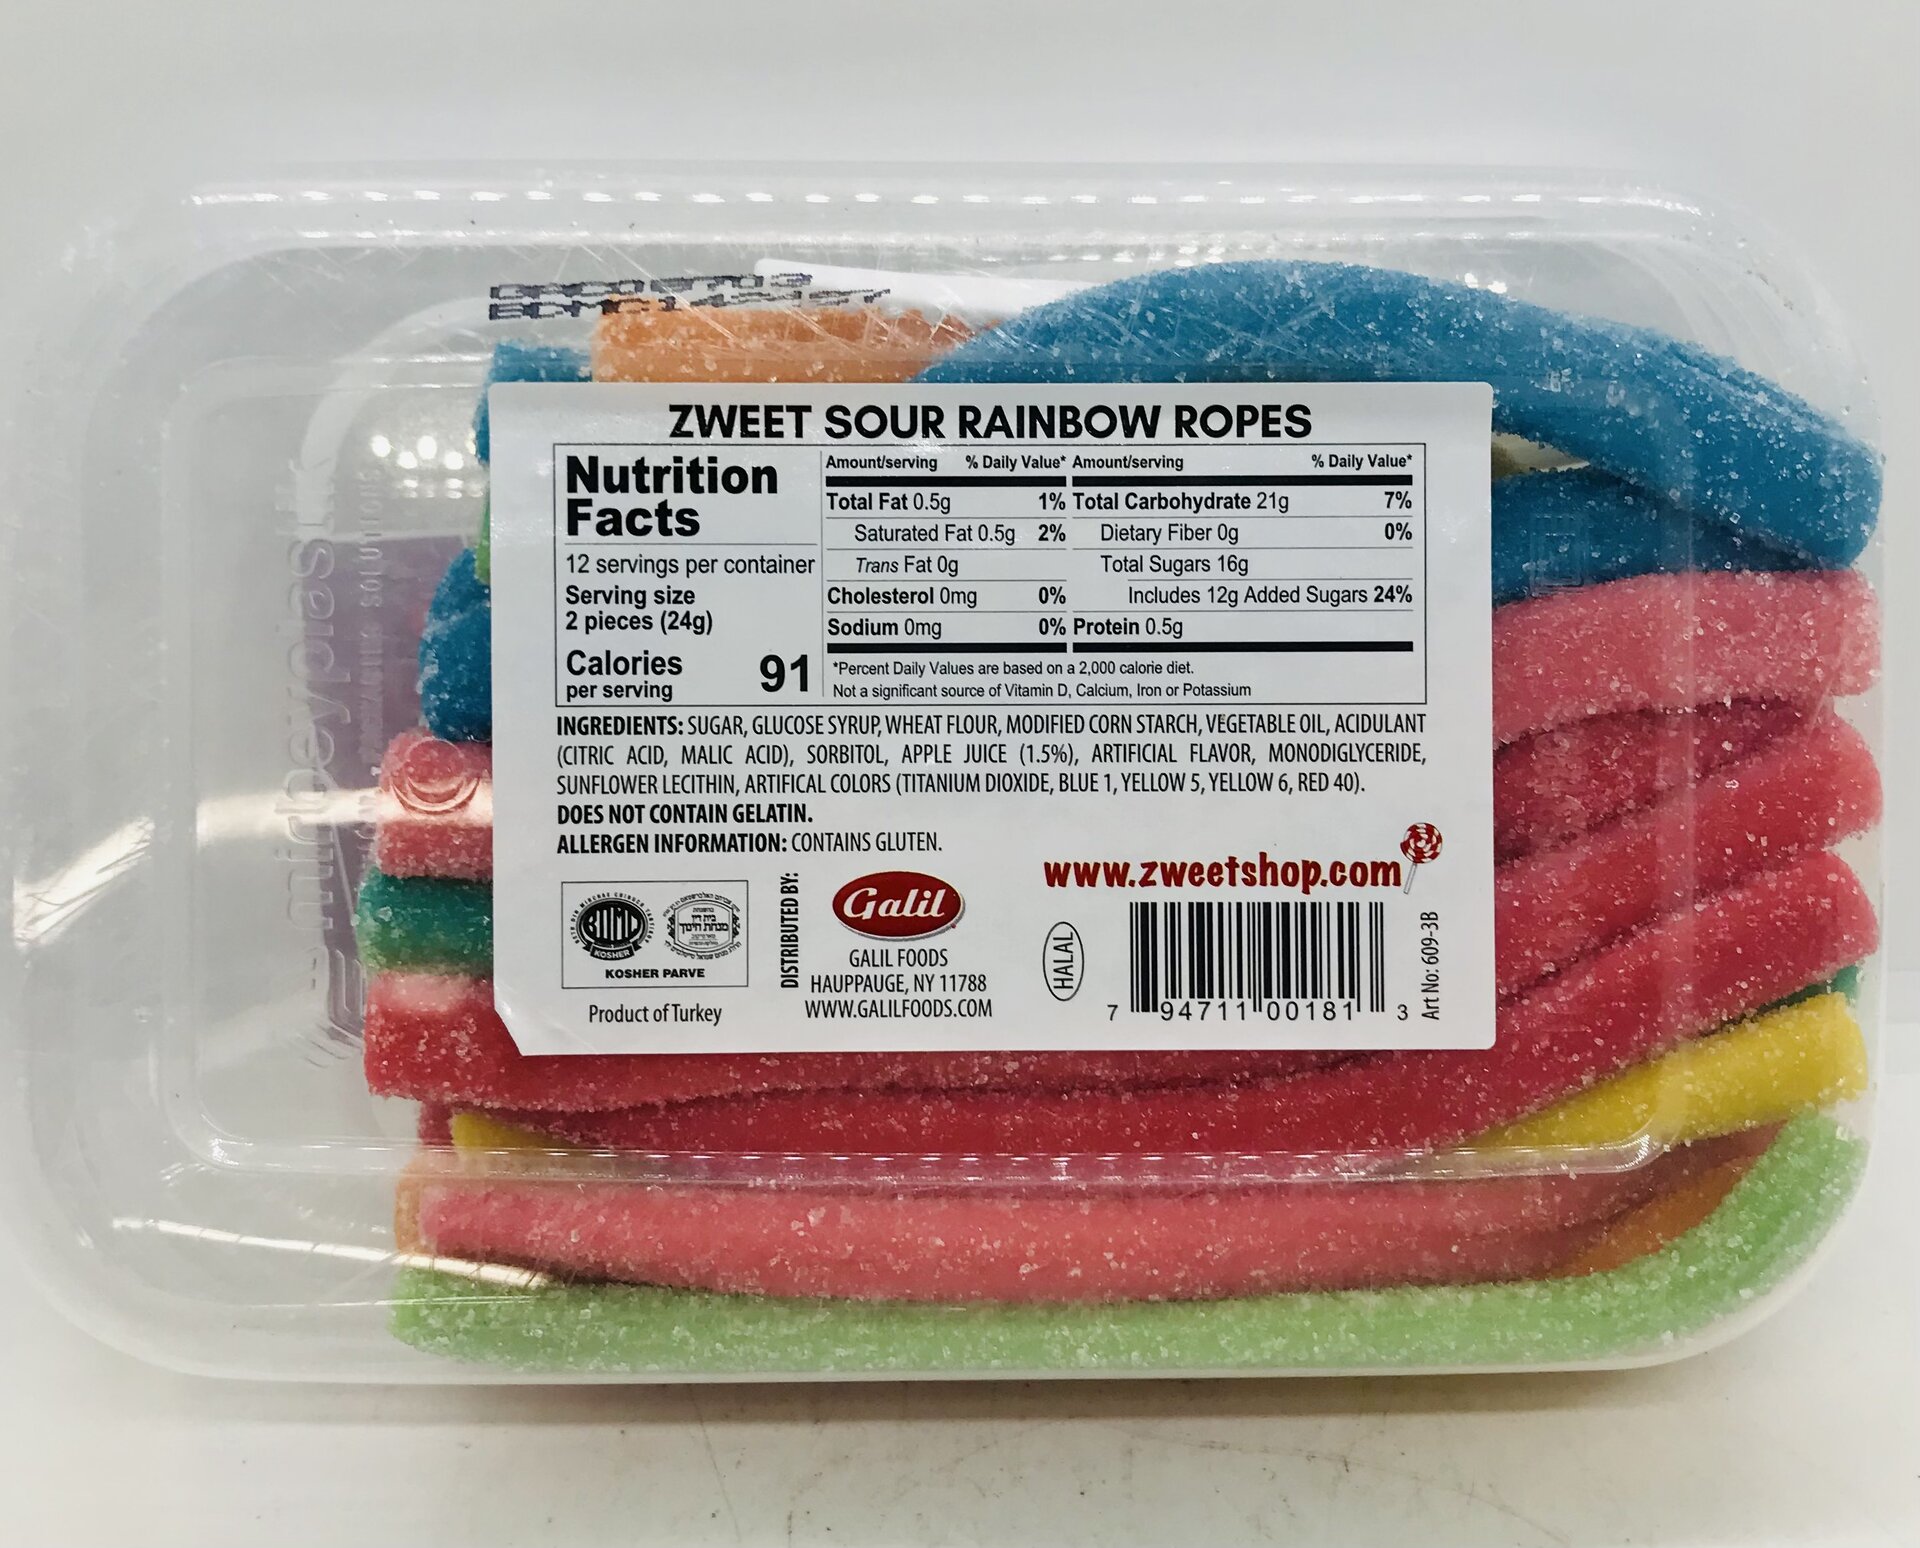 ZWEET SOUR RAINBOW ROPES
Nutrition
Facts
12 servings per container
Serving size
2 pieces (24g)
Calories
per serving 91
Amount/serving % Daily Value*
Total Fat 0.5g 1%
Saturated Fat 0.5g 2%
Trans Fat 0g
Cholesterol 0mg 0%
Sodium 0mg 0%
Amount/serving % Daily Value*
Total Carbohydrate 21g 7%
Dietary Fiber 0g 0%
Total Sugars 16g
Includes 12g Added Sugars 24%
Protein 0.5g
*Percent Daily Values are based on a 2,000 calorie diet.
Not a significant source of Vitamin D, Calcium, Iron or Potassium
INGREDIENTS: SUGAR, GLUCOSE SYRUP, WHEAT FLOUR, MODIFIED CORN STARCH, VEGETABLE OIL, ACIDULANT
(CITRIC ACID, MALIC ACID), SORBITOL, APPLE JUICE (1.5%), ARTIFICIAL FLAVOR, MONODIGLYCERIDE,
SUNFLOWER LECITHIN, ARTIFICAL COLORS (TITANIUM DIOXIDE, BLUE 1, YELLOW 5, YELLOW 6, RED 40).
DOES NOT CONTAIN GELATIN.
ALLERGEN INFORMATION: CONTAINS GLUTEN.
KOSHER
בית דין
מנחת חינוך
KOSHER PARVE
Product of Turkey
DISTRIBUTED BY:
Galil
GALIL FOODS
HAUPPAUGE, NY 11788
WWW.GALILFOODS.COM
www.zweetshop.com
HALAL
7 94711 00181 3
Art No: 609-3B